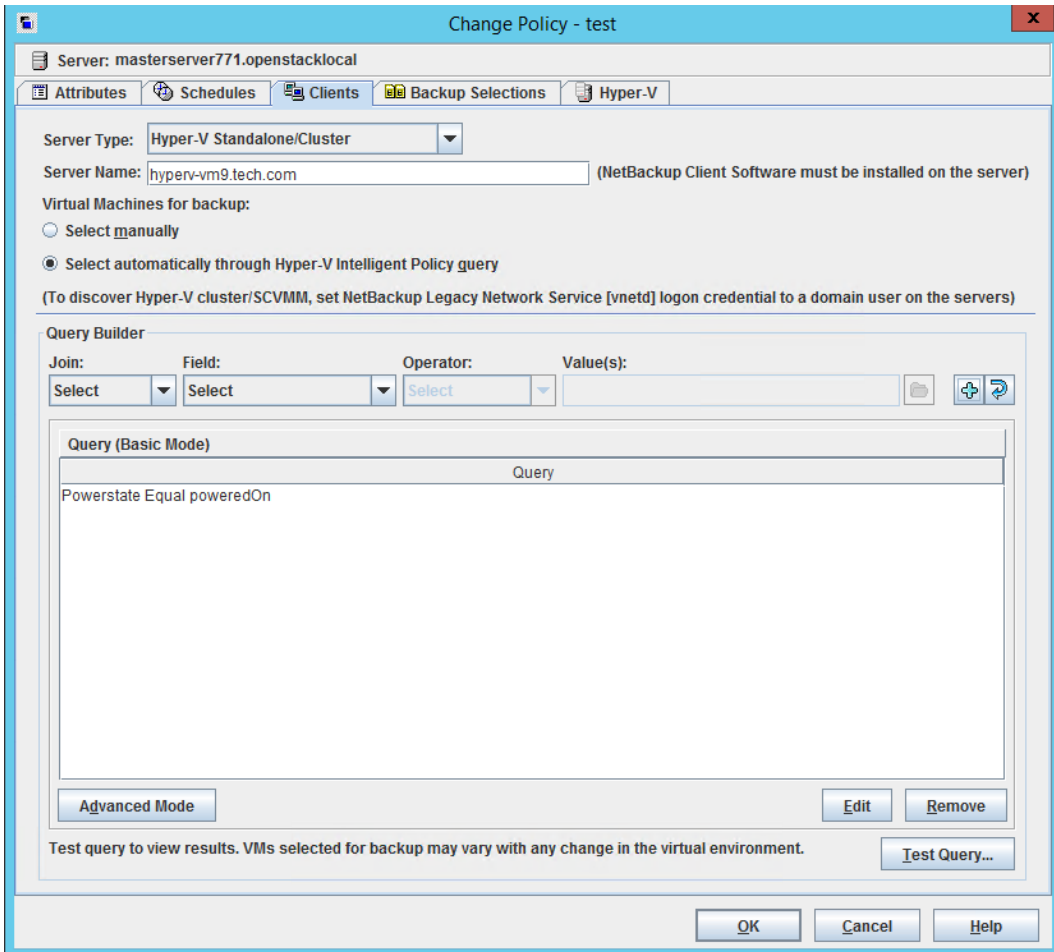 Change Policy - test
x
Server: masterserver771.openstacklocal
Attributes Schedules Clients Backup Selections Hyper-V
Server Type: Hyper-V Standalone/Cluster
Server Name: hyperv-vm9.tech.com (NetBackup Client Software must be installed on the server)
Virtual Machines for backup:
Select manually
Select automatically through Hyper-V Intelligent Policy query
(To discover Hyper-V cluster/SCVMM, set NetBackup Legacy Network Service [vnetd] logon credential to a domain user on the servers)
Query Builder
Join: Field: Operator: Value(s):
Select Select Select
Query (Basic Mode)
Query
Powerstate Equal poweredOn
Advanced Mode Edit Remove
Test query to view results. VMs selected for backup may vary with any change in the virtual environment. Test Query...
OK Cancel Help